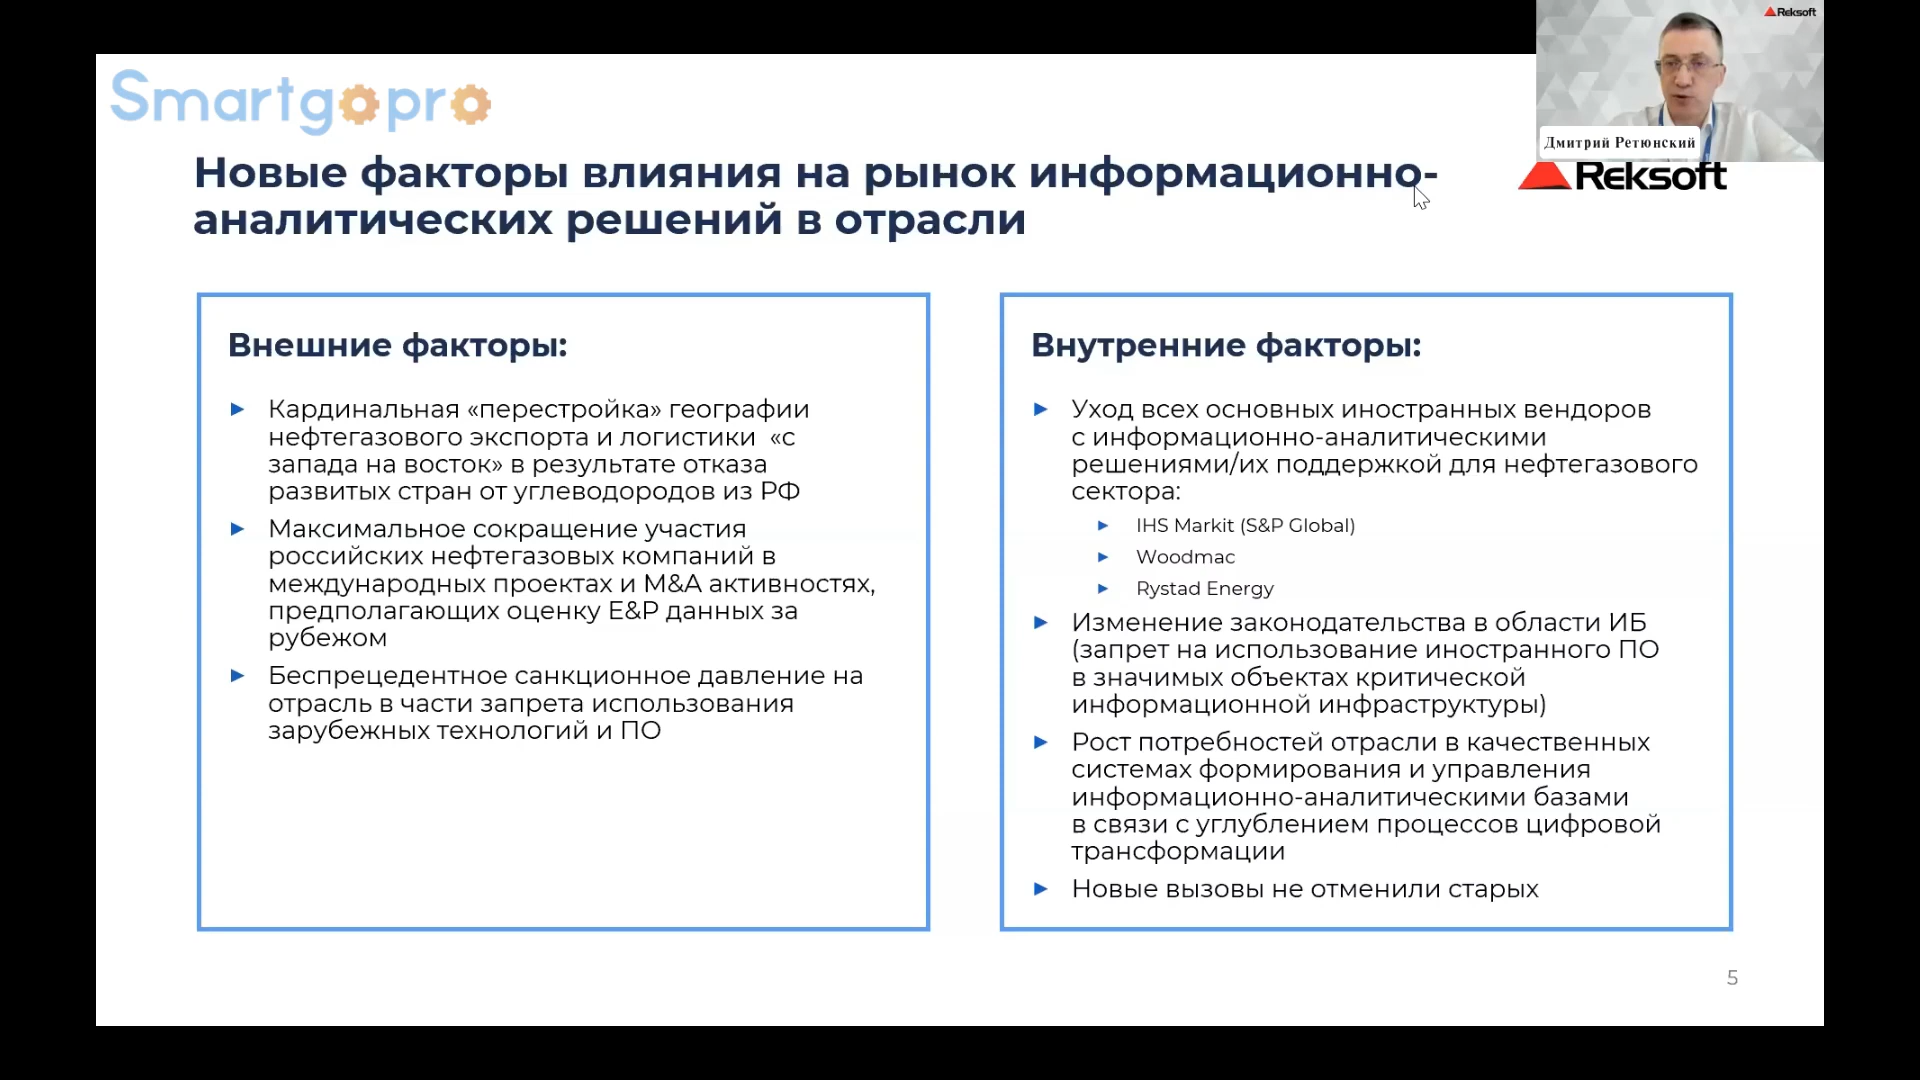 Reksoft
Smartgopro
Дмитрий Ретюнский
Reksoft
Новые факторы влияния на рынок информационно-
аналитических решений в отрасли
Внешние факторы:
► Кардинальная «перестройка» географии
нефтегазового экспорта и логистики «с
запада на восток» в результате отказа
развитых стран от углеводородов из РФ
► Максимальное сокращение участия
российских нефтегазовых компаний в
международных проектах и M&A активностях,
предполагающих оценку E&P данных за
рубежом
► Беспрецедентное санкционное давление на
отрасль в части запрета использования
зарубежных технологий и ПО
Внутренние факторы:
► Уход всех основных иностранных вендоров
с информационно-аналитическими
решениями/их поддержкой для нефтегазового
сектора:
► IHS Markit (S&P Global)
► Woodmac
► Rystad Energy
► Изменение законодательства в области ИБ
(запрет на использование иностранного ПО
в значимых объектах критической
информационной инфраструктуры)
► Рост потребностей отрасли в качественных
системах формирования и управления
информационно-аналитическими базами
в связи с углублением процессов цифровой
трансформации
► Новые вызовы не отменили старых
5